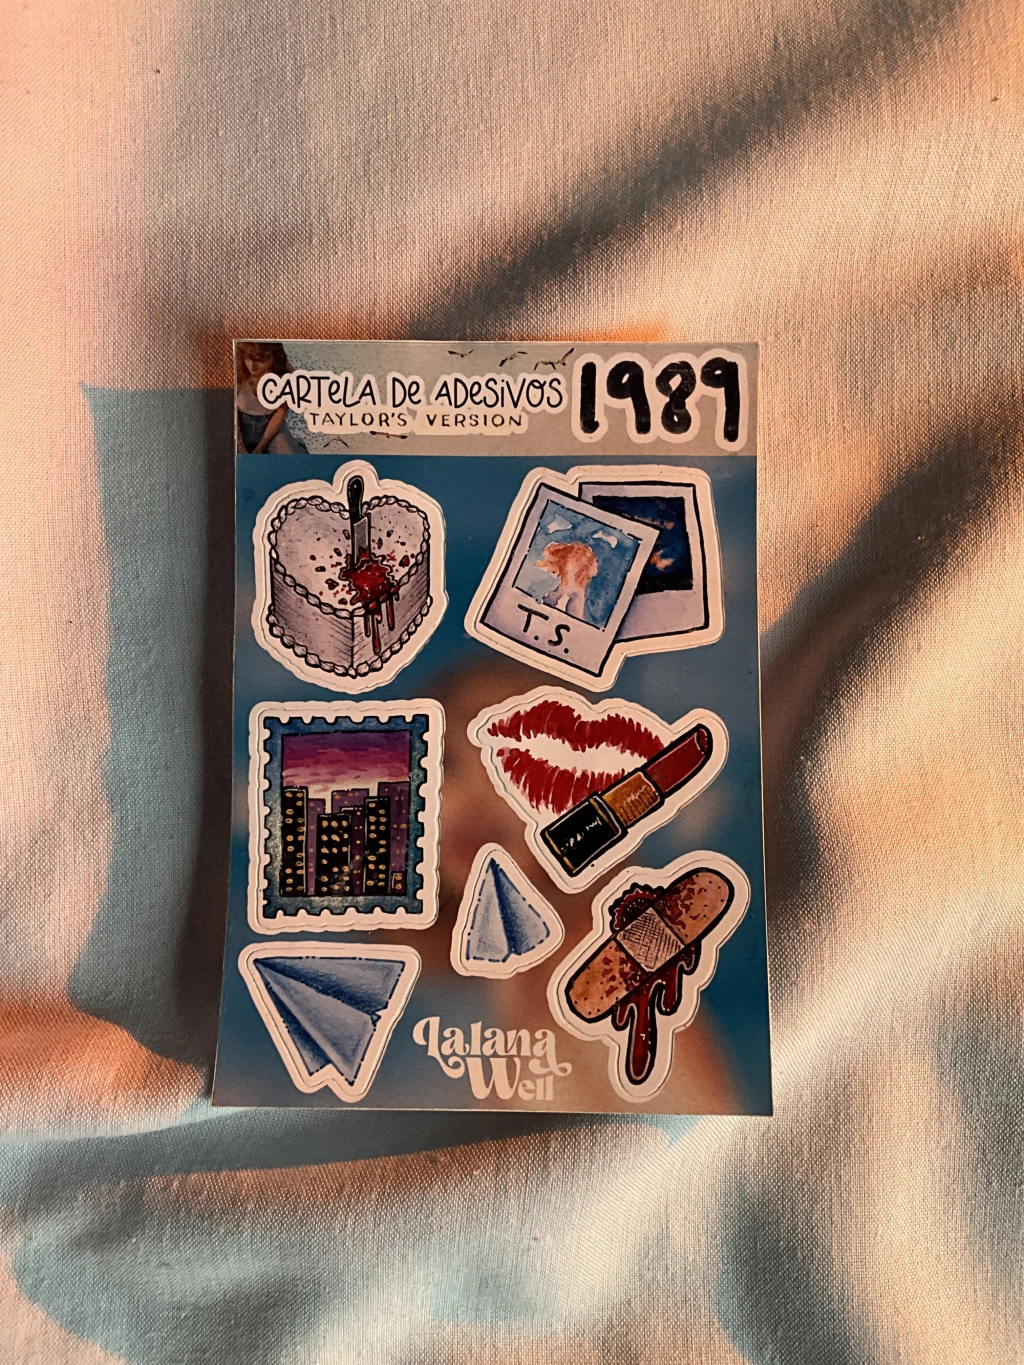 CARTELA DE ADESIVOS
TAYLOR'S VERSION
1989
T.S.
Lalana
Well